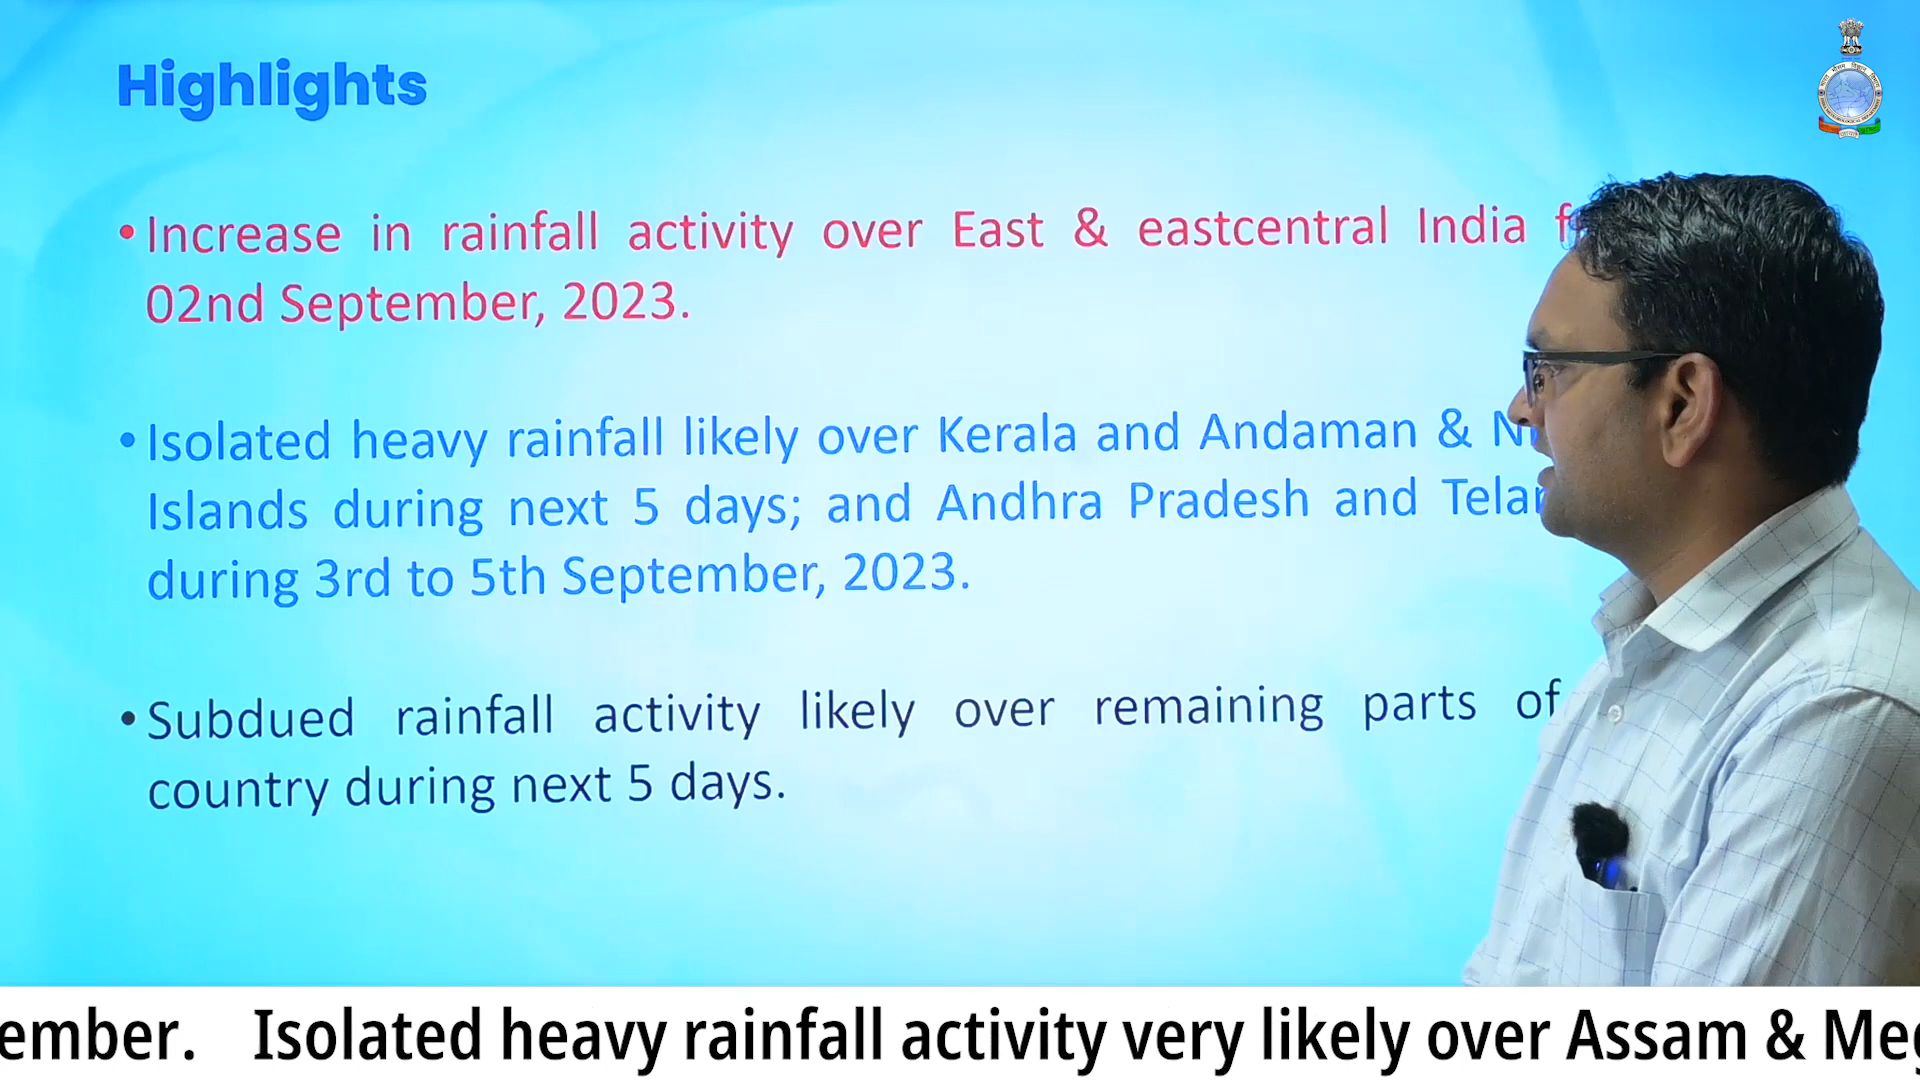 Highlights
• Increase in rainfall activity over East & eastcentral India
02nd September, 2023.
• Isolated heavy rainfall likely over Kerala and Andaman &
Islands during next 5 days; and Andhra Pradesh and
during 3rd to 5th September, 2023.
• Subdued rainfall activity likely over remaining parts of
country during next 5 days.
ember. Isolated heavy rainfall activity very likely over Assam & Meg